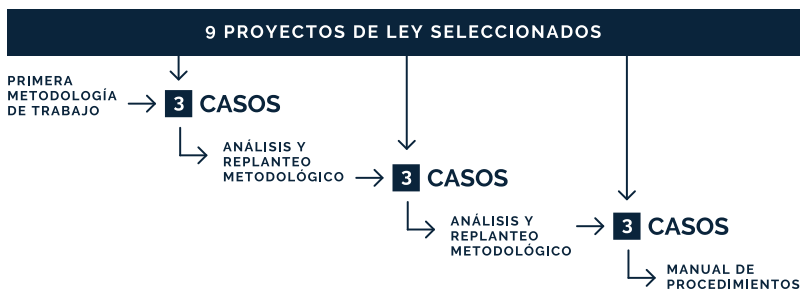 9 PROYECTOS DE LEY SELECCIONADOS
PRIMERA
METODOLOGÍA
DE TRABAJO
3 CASOS
ANÁLISIS Y
REPLANTEO
METODOLÓGICO
3 CASOS
ANÁLISIS Y
REPLANTEO
METODOLÓGICO
3 CASOS
MANUAL DE
PROCEDIMIENTOS